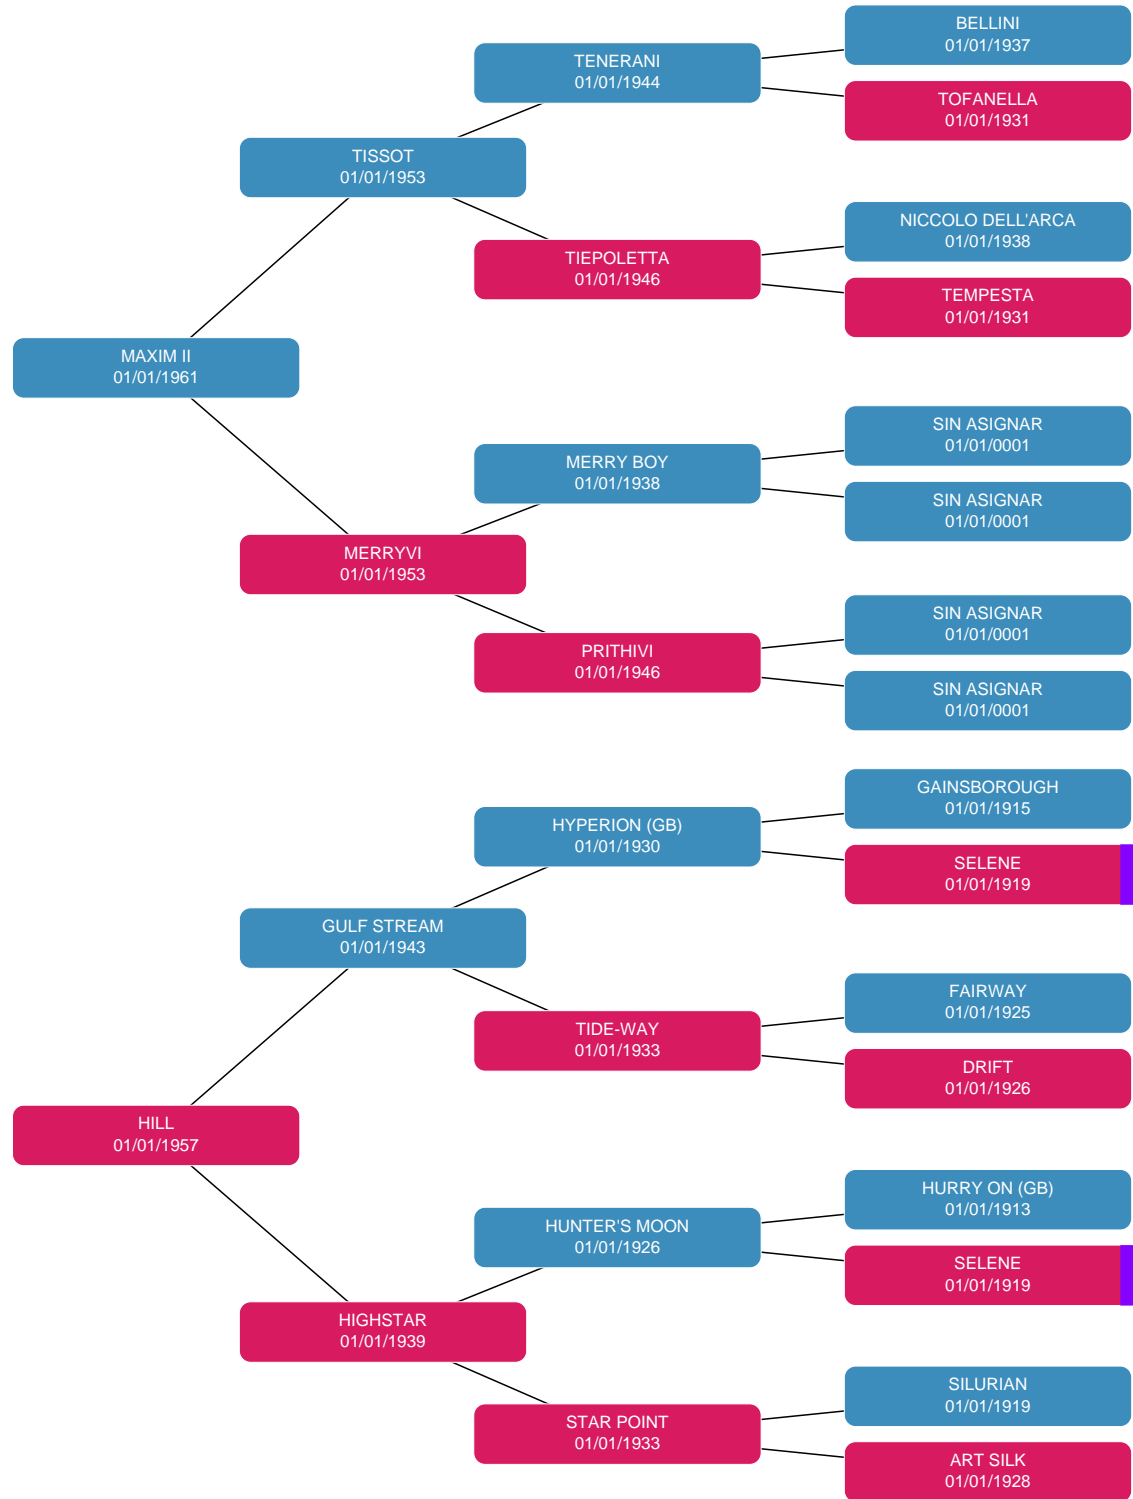 BELLINI
01/01/1937
TENERANI
01/01/1944
TOFANELLA
01/01/1931
TISSOT
01/01/1953
NICCOLO DELL'ARCA
01/01/1938
TIEPOLETTA
01/01/1946
TEMPESTA
01/01/1931
MAXIM II
01/01/1961
SIN ASIGNAR
01/01/0001
MERRY BOY
01/01/1938
SIN ASIGNAR
01/01/0001
MERRYVI
01/01/1953
SIN ASIGNAR
01/01/0001
PRITHIVI
01/01/1946
SIN ASIGNAR
01/01/0001
GAINSBOROUGH
01/01/1915
HYPERION (GB)
01/01/1930
SELENE
01/01/1919
GULF STREAM
01/01/1943
FAIRWAY
01/01/1925
TIDE-WAY
01/01/1933
DRIFT
01/01/1926
HILL
01/01/1957
HURRY ON (GB)
01/01/1913
HUNTER'S MOON
01/01/1926
SELENE
01/01/1919
HIGHSTAR
01/01/1939
SILURIAN
01/01/1919
STAR POINT
01/01/1933
ART SILK
01/01/1928